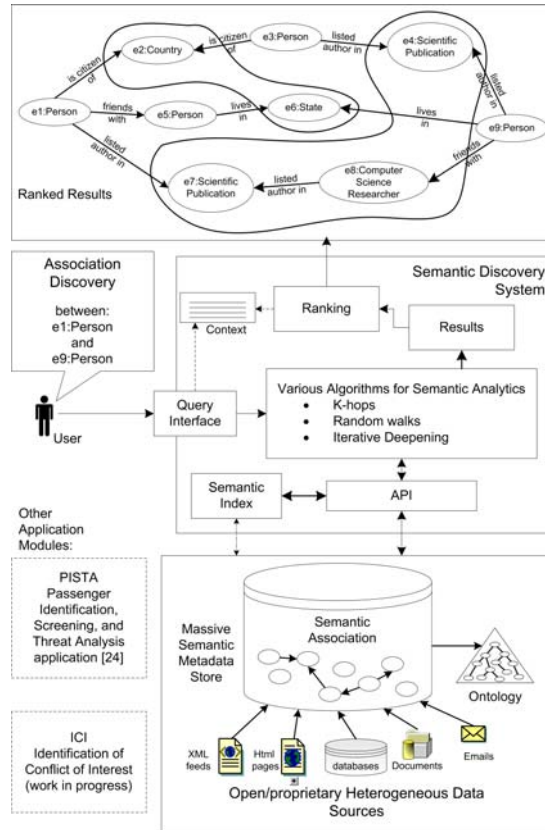 e2:Country
is citizen
of
e3:Person
listed
author in
e4:Scientific
Publication
is citizen
of
e1:Person
friends
with
e5:Person
lives
in
e6:State
lives
in
listed
author in
e9:Person
listed
author in
friends
with
e7:Scientific
Publication
listed
author in
e8:Computer
Science
Researcher
Ranked Results
Association
Discovery
between:
e1:Person
and
e9:Person
User
Semantic Discovery
System
Context
Ranking
Results
Query
Interface
Various Algorithms for Semantic Analytics
• K-hops
• Random walks
• Iterative Deepening
Semantic
Index
API
Other
Application
Modules:
PISTA
Passenger
Identification,
Screening, and
Threat Analysis
application [24]
ICI
Identification of
Conflict of Interest
(work in progress)
Massive
Semantic
Metadata
Store
Semantic
Association
Ontology
XML
feeds
Html
pages
databases
Documents
Emails
Open/proprietary Heterogeneous Data
Sources